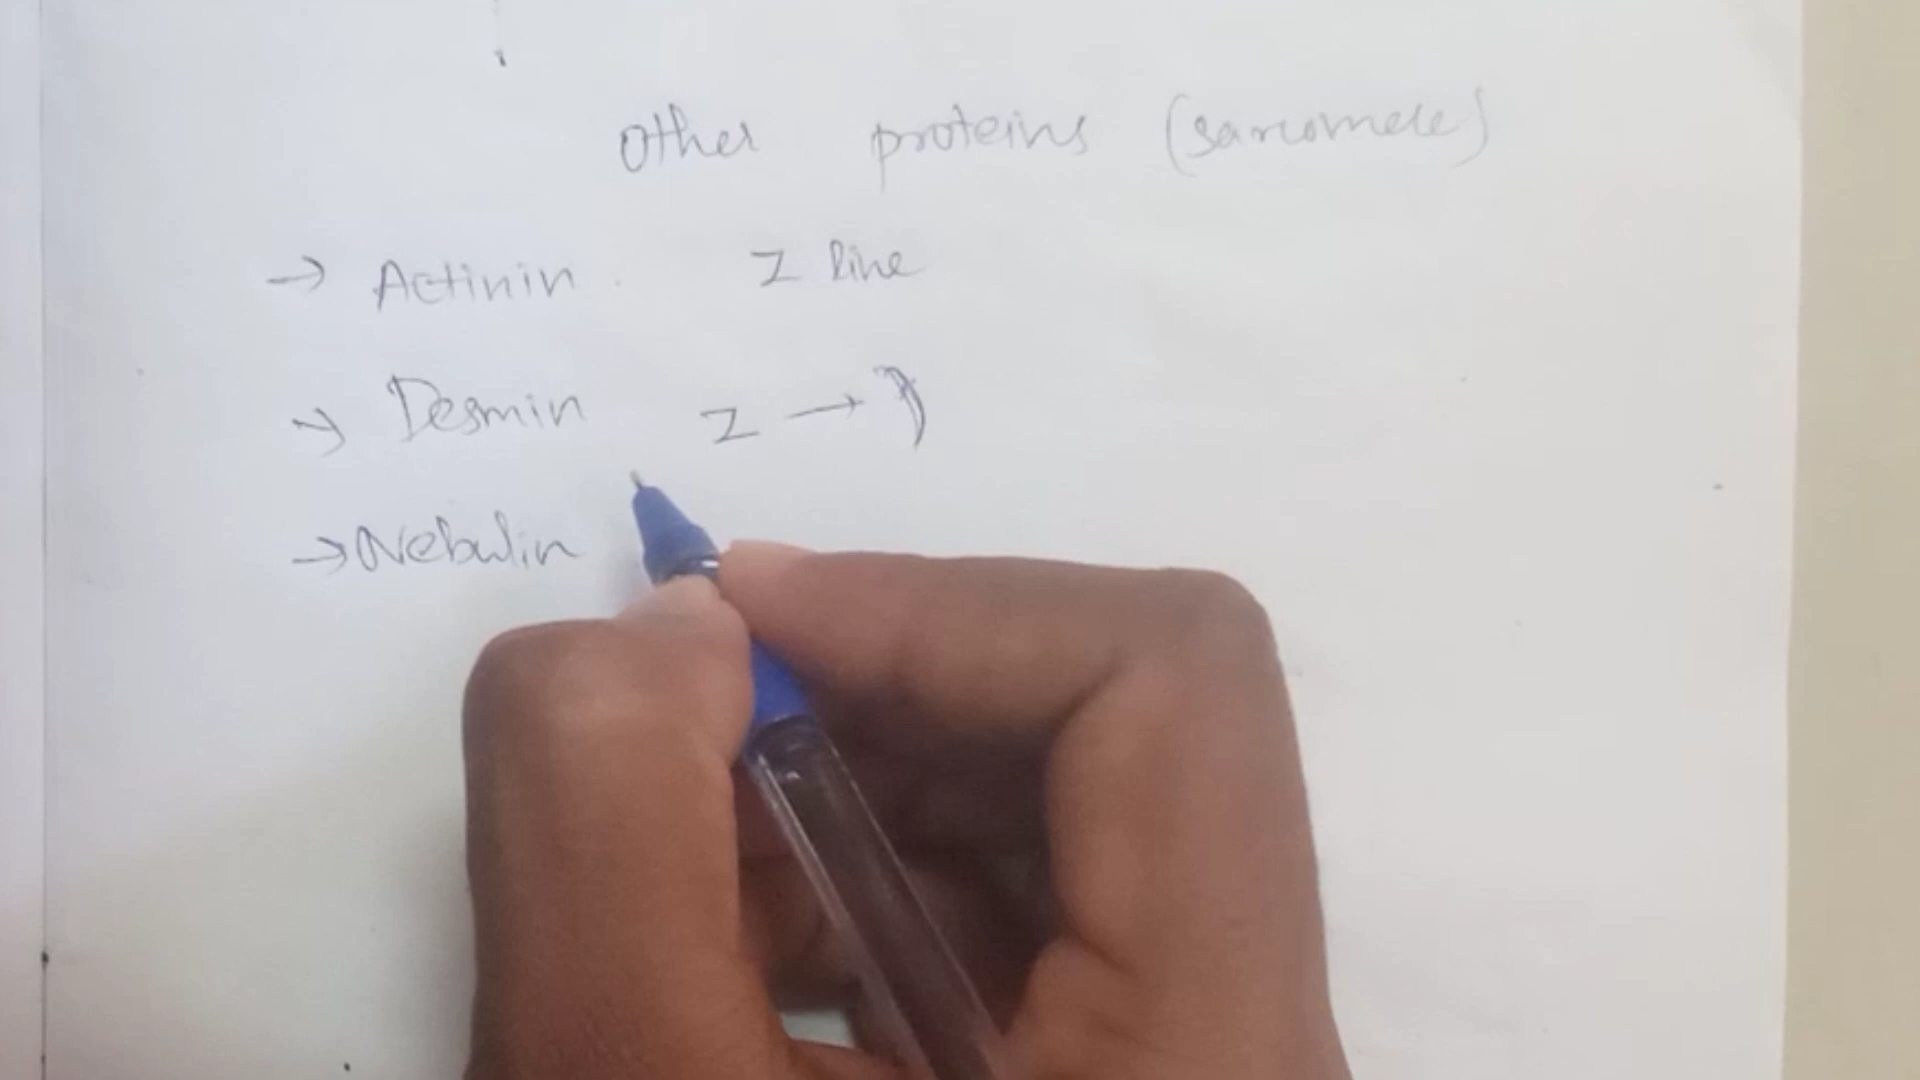 Other proteins (sarcomere)
→ Actinin. Z line
→ Desmin Z →
→ Nebulin